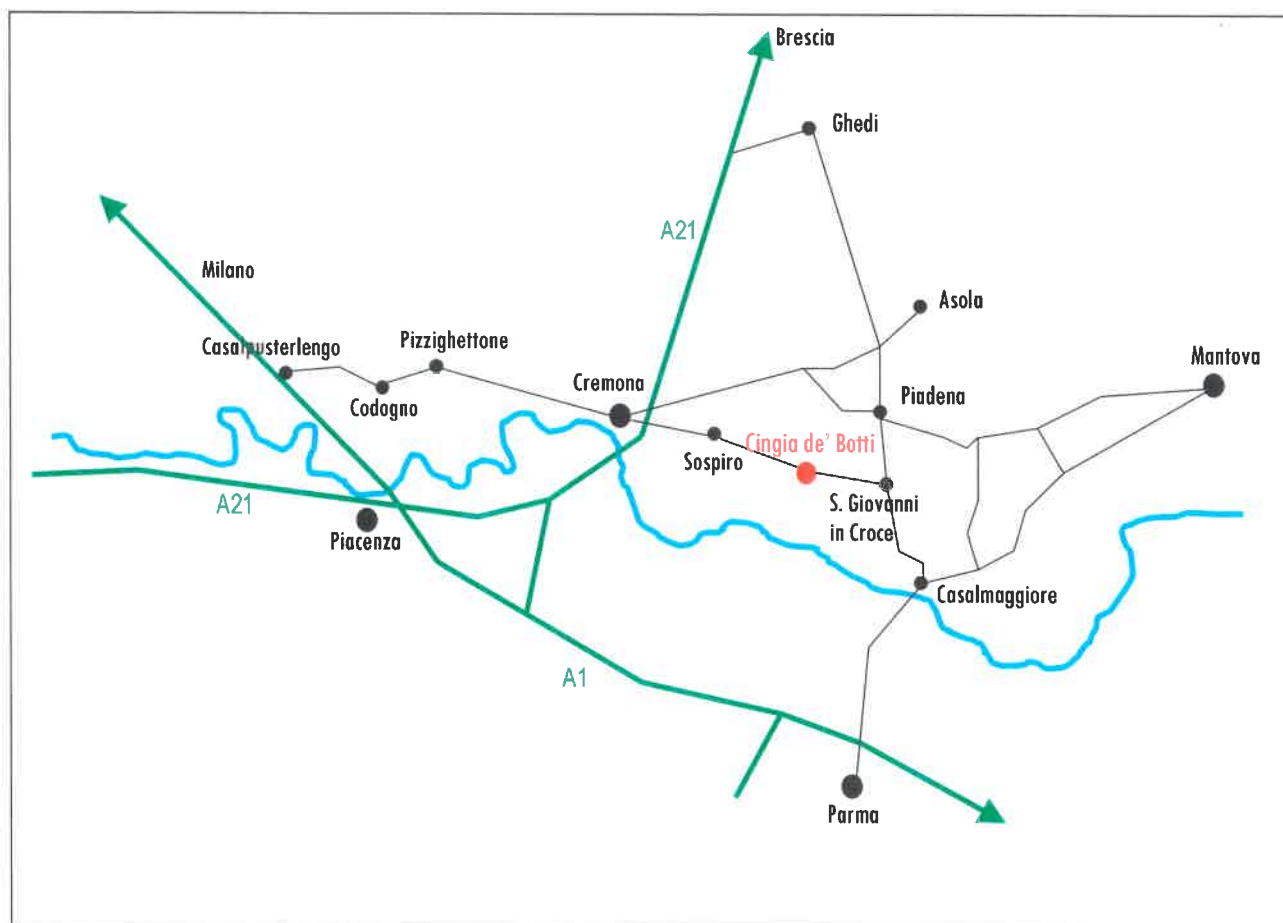 Brescia
Ghedi
A21
Milano
Asola
Casalpusterlengo
Pizzighettone
Mantova
Cremona
Codogno
Piadena
Cingia de' Botti
Sospiro
A21
S. Giovanni
in Croce
Piacenza
Casalmaggiore
A1
Parma